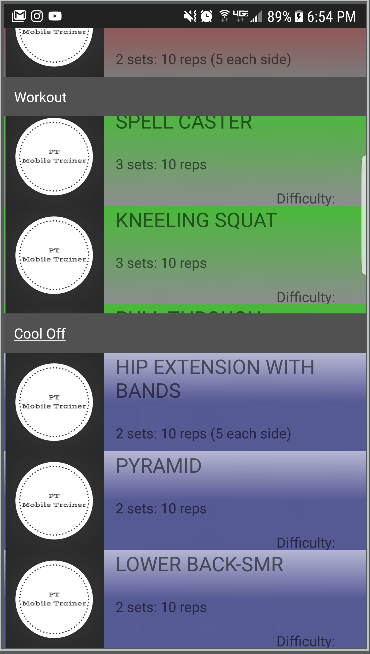 89% 6:54 PM
PT
Mobile Trainer
2 sets: 10 reps (5 each side)
Workout
PT
Mobile Trainer
SPELL CASTER
3 sets: 10 reps
Difficulty:
PT
Mobile Trainer
KNEELING SQUAT
3 sets: 10 reps
Difficulty:
PULL THROUGH
Cool Off
PT
Mobile Trainer
HIP EXTENSION WITH
BANDS
2 sets: 10 reps (5 each side)
PT
Mobile Trainer
PYRAMID
2 sets: 10 reps
Difficulty:
PT
Mobile Trainer
LOWER BACK-SMR
2 sets: 10 reps
Difficulty: